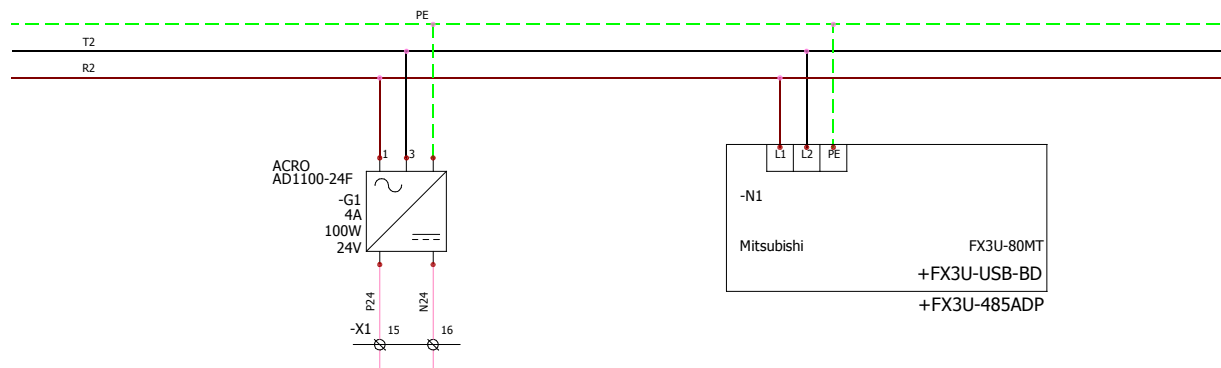 PE
T2
R2
1 3
ACRO
AD1100-24F
-G1
4A
100W
24V
P24
N24
-X1 15 16
L1 L2 PE
-N1
Mitsubishi FX3U-80MT
+FX3U-USB-BD
+FX3U-485ADP